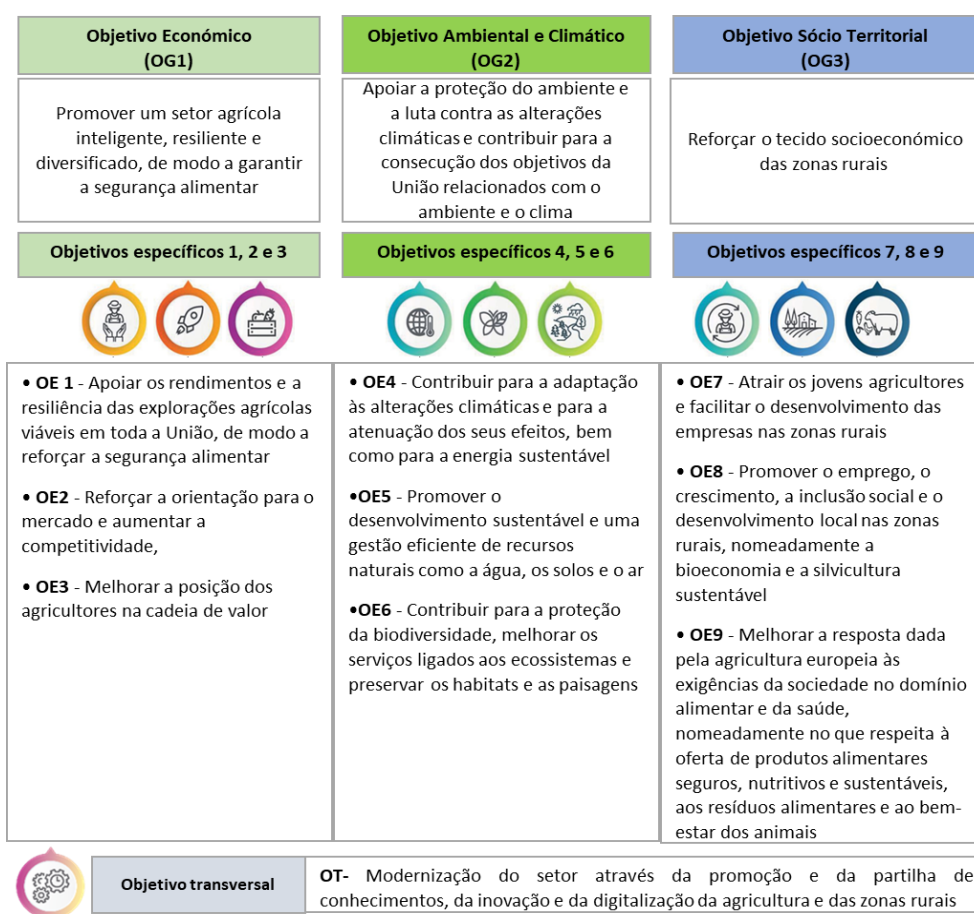 Objetivo Económico
(OG1)
Promover um setor agrícola
inteligente, resiliente e
diversificado, de modo a garantir
a segurança alimentar
Objetivos específicos 1, 2 e 3
• OE 1 - Apoiar os rendimentos e a
resiliência das explorações agrícolas
viáveis em toda a União, de modo a
reforçar a segurança alimentar
• OE2 - Reforçar a orientação para o
mercado e aumentar a
competitividade,
• OE3 - Melhorar a posição dos
agricultores na cadeia de valor
Objetivo Ambiental e Climático
(OG2)
Apoiar a proteção do ambiente e
a luta contra as alterações
climáticas e contribuir para a
consecução dos objetivos da
União relacionados com o
ambiente e o clima
Objetivos específicos 4, 5 e 6
• OE4 - Contribuir para a adaptação
às alterações climáticas e para a
atenuação dos seus efeitos, bem
como para a energia sustentável
•OE5 - Promover o
desenvolvimento sustentável e uma
gestão eficiente de recursos
naturais como a água, os solos e o ar
•OE6 - Contribuir para a proteção
da biodiversidade, melhorar os
serviços ligados aos ecossistemas e
preservar os habitats e as paisagens
Objetivo Sócio Territorial
(OG3)
Reforçar o tecido socioeconómico
das zonas rurais
Objetivos específicos 7, 8 e 9
• OE7 - Atrair os jovens agricultores
e facilitar o desenvolvimento das
empresas nas zonas rurais
• OE8 - Promover o emprego, o
crescimento, a inclusão social e o
desenvolvimento local nas zonas
rurais, nomeadamente a
bioeconomia e a silvicultura
sustentável
• OE9 - Melhorar a resposta dada
pela agricultura europeia às
exigências da sociedade no domínio
alimentar e da saúde,
nomeadamente no que respeita à
oferta de produtos alimentares
seguros, nutritivos e sustentáveis,
aos resíduos alimentares e ao bem-
estar dos animais
Objetivo transversal
OT- Modernização do setor através da promoção e da partilha de
conhecimentos, da inovação e da digitalização da agricultura e das zonas rurais